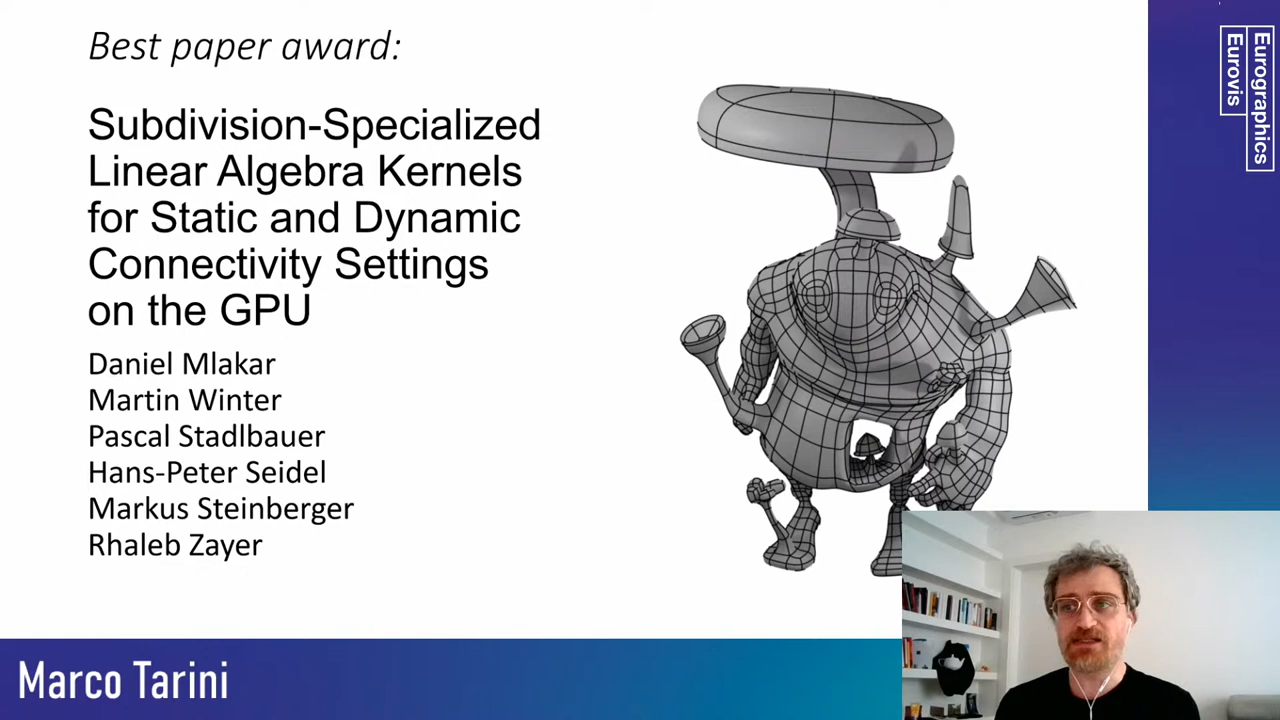 Best paper award:
Subdivision-Specialized
Linear Algebra Kernels
for Static and Dynamic
Connectivity Settings
on the GPU
Daniel Mlakar
Martin Winter
Pascal Stadlbauer
Hans-Peter Seidel
Markus Steinberger
Rhaleb Zayer
Eurographics
Eurovis
Marco Tarini